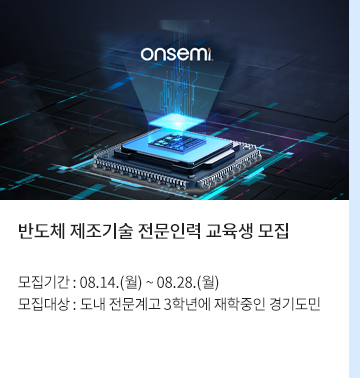 onsemi
반도체 제조기술 전문인력 교육생 모집
모집기간 : 08.14.(월) ~ 08.28.(월)
모집대상 : 도내 전문계고 3학년에 재학중인 경기도민